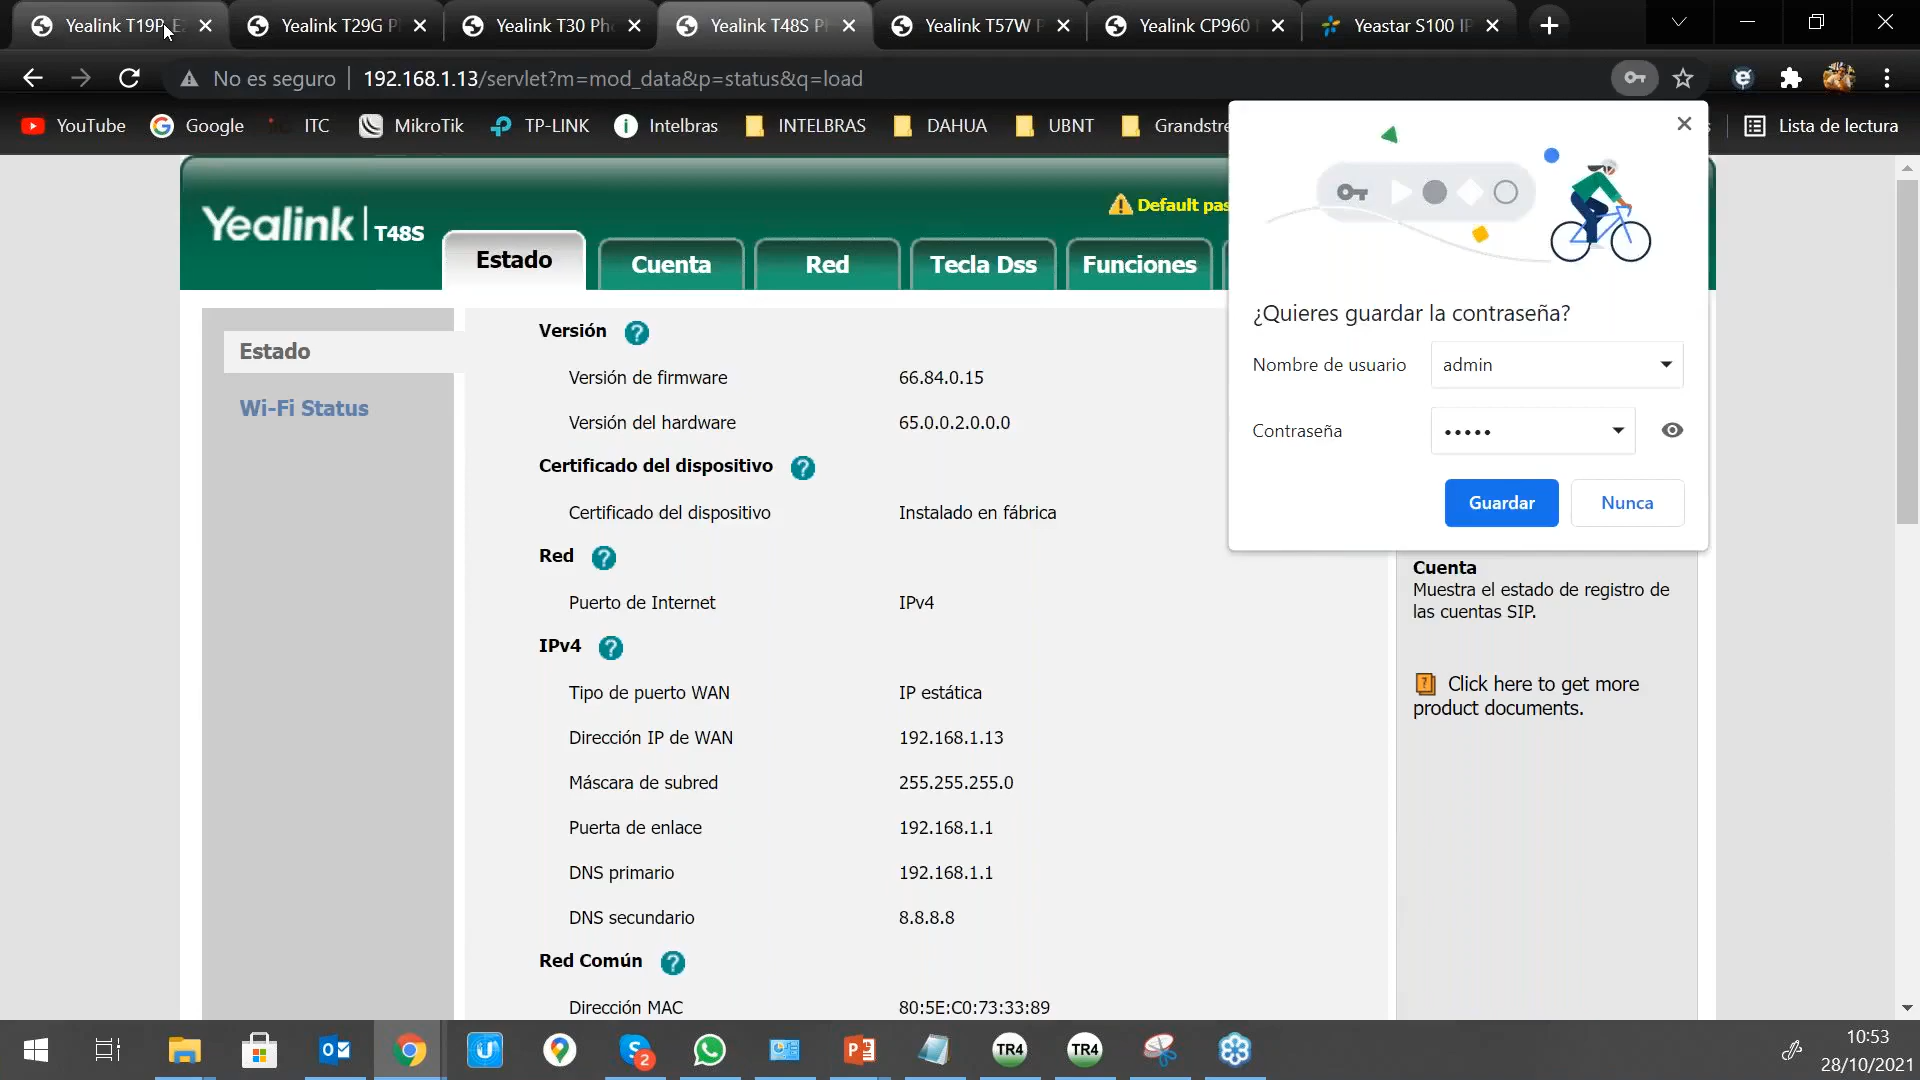 Yealink T19P_E2
Yealink T29G P
Yealink T30 Pho
Yealink T48S P
Yealink T57W P
Yealink CP960
Yeastar S100 IP
No es seguro
192.168.1.13/servlet?m=mod_data&p=status&q=load
YouTube
Google
ITC
MikroTik
TP-LINK
Intelbras
INTELBRAS
DAHUA
UBNT
Grandstre
Lista de lectura
Yealink T48S
Default pas
Estado
Cuenta
Red
Tecla Dss
Funciones
Estado
Wi-Fi Status
Versión
Versión de firmware 66.84.0.15
Versión del hardware 65.0.0.2.0.0.0
Certificado del dispositivo
Certificado del dispositivo Instalado en fábrica
Red
Puerto de Internet IPv4
IPv4
Tipo de puerto WAN IP estática
Dirección IP de WAN 192.168.1.13
Máscara de subred 255.255.255.0
Puerta de enlace 192.168.1.1
DNS primario 192.168.1.1
DNS secundario 8.8.8.8
Red Común
Dirección MAC 80:5E:C0:73:33:89
¿Quieres guardar la contraseña?
Nombre de usuario admin
Contraseña •••••
Guardar Nunca
Cuenta
Muestra el estado de registro de
las cuentas SIP.
Click here to get more
product documents.
2
TR4
TR4
10:53
28/10/2021